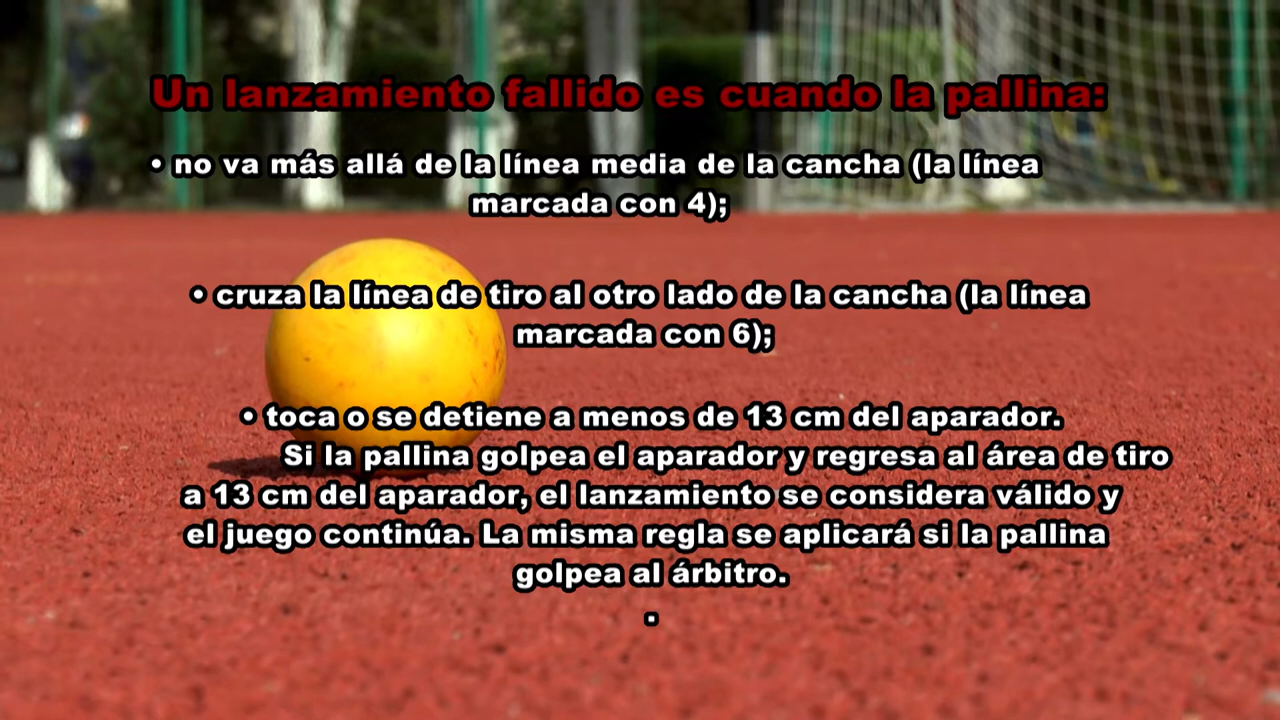 Un lanzamiento fallido es cuando la pallina:
• no va más allá de la línea media de la cancha (la línea
marcada con 4);
• cruza la línea de tiro al otro lado de la cancha (la línea
marcada con 6);
• toca o se detiene a menos de 13 cm del aparador.
Si la pallina golpea el aparador y regresa al área de tiro
a 13 cm del aparador, el lanzamiento se considera válido y
el juego continúa. La misma regla se aplicará si la pallina
golpea al árbitro.
.